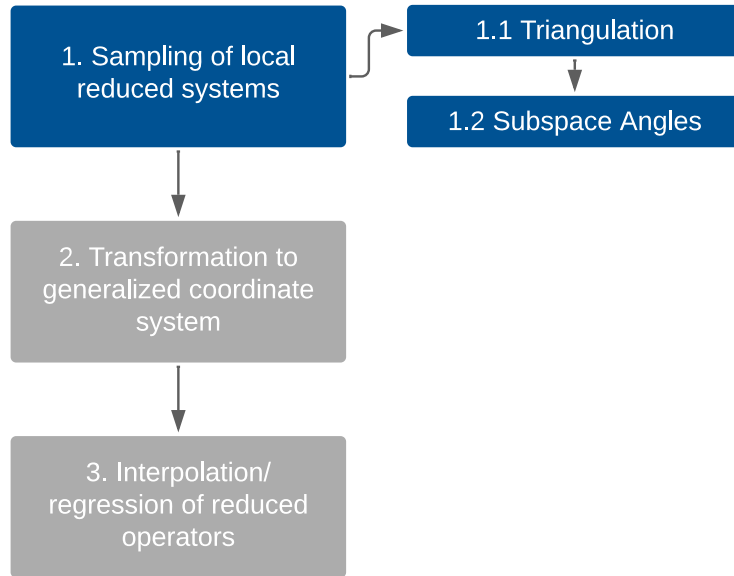 1. Sampling of local
reduced systems
1.1 Triangulation
1.2 Subspace Angles
2. Transformation to
generalized coordinate
system
3. Interpolation/
regression of reduced
operators